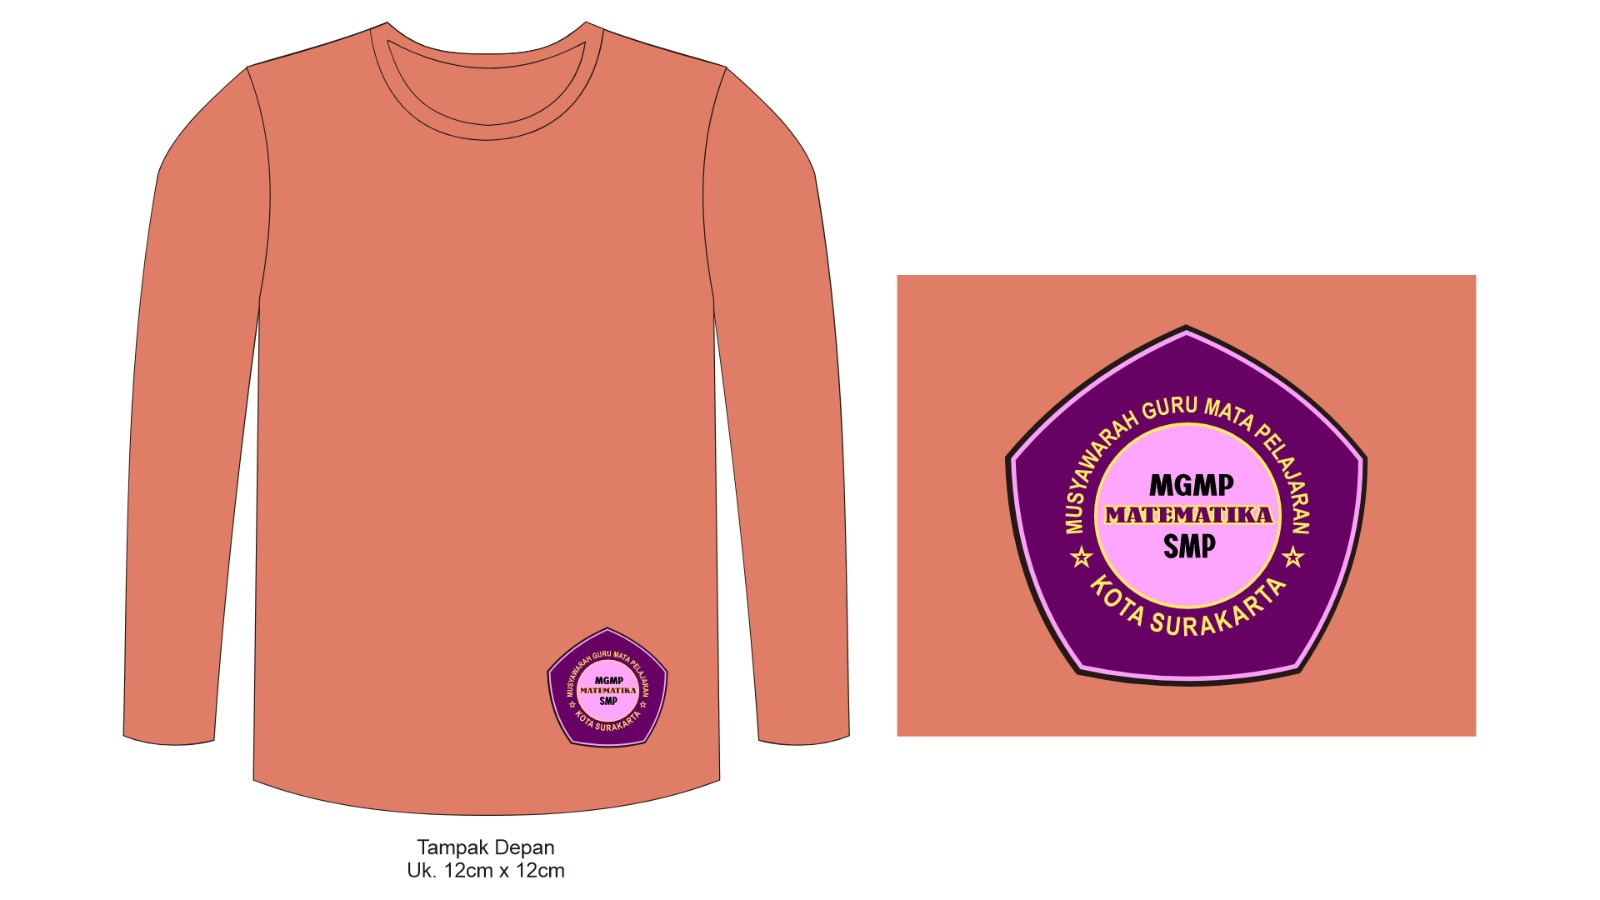 MUSYAWARAH GURU MATA PELAJARAN
MGMP
MATEMATIKA
SMP
KOTA SURAKARTA
Tampak Depan
Uk. 12cm x 12cm
MUSYAWARAH GURU MATA PELAJARAN
MGMP
MATEMATIKA
SMP
KOTA SURAKARTA